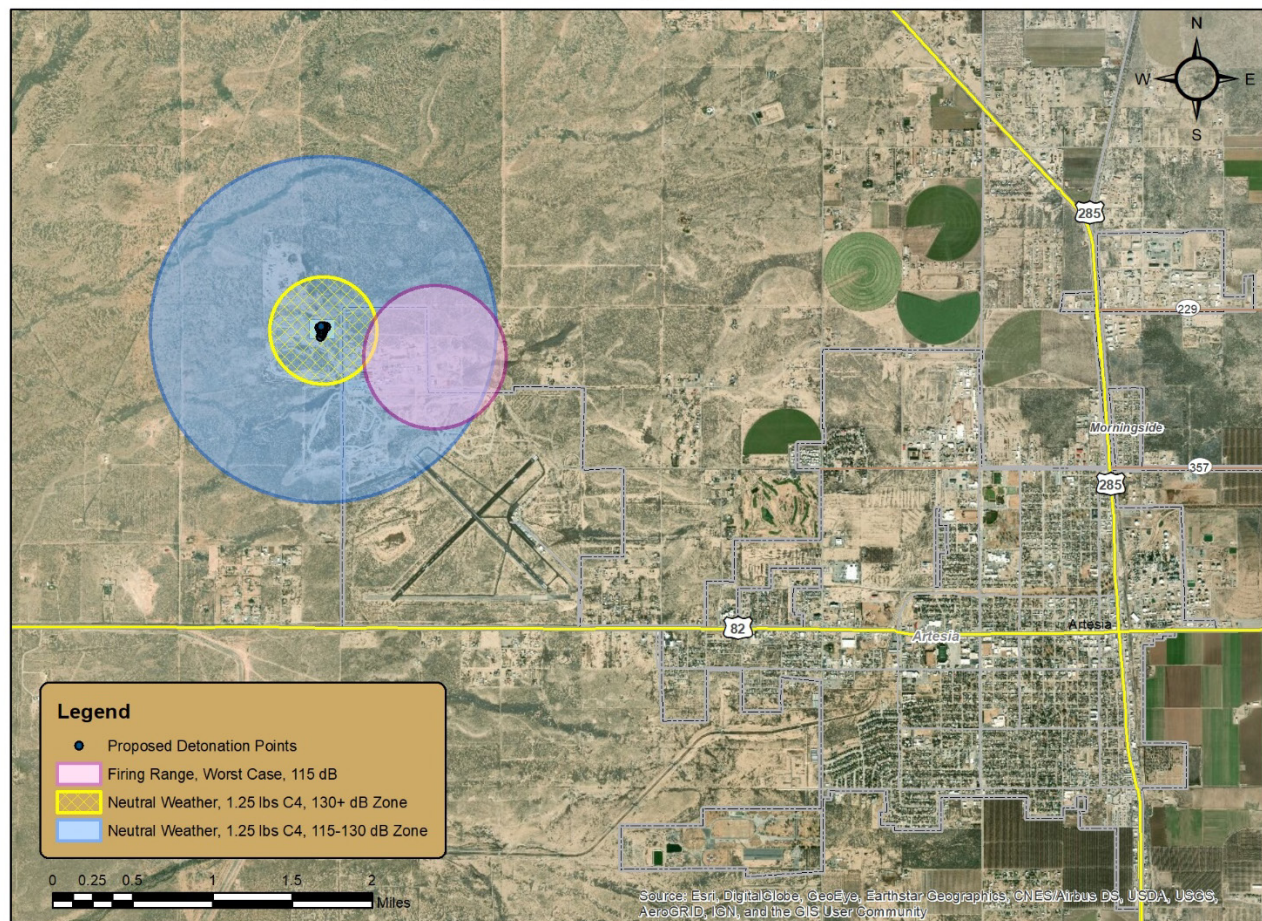 N
W E
S
285
229
Morningside
357
285
82
Artesia
Artesia
Legend
Proposed Detonation Points
Firing Range, Worst Case, 115 dB
Neutral Weather, 1.25 lbs C4, 130+ dB Zone
Neutral Weather, 1.25 lbs C4, 115-130 dB Zone
0 0.25 0.5 1 1.5 2
Miles
Source: Esri, DigitalGlobe, GeoEye, Earthstar Geographics, CNES/Airbus DS, USDA, USGS,
AeroGRID, IGN, and the GIS User Community